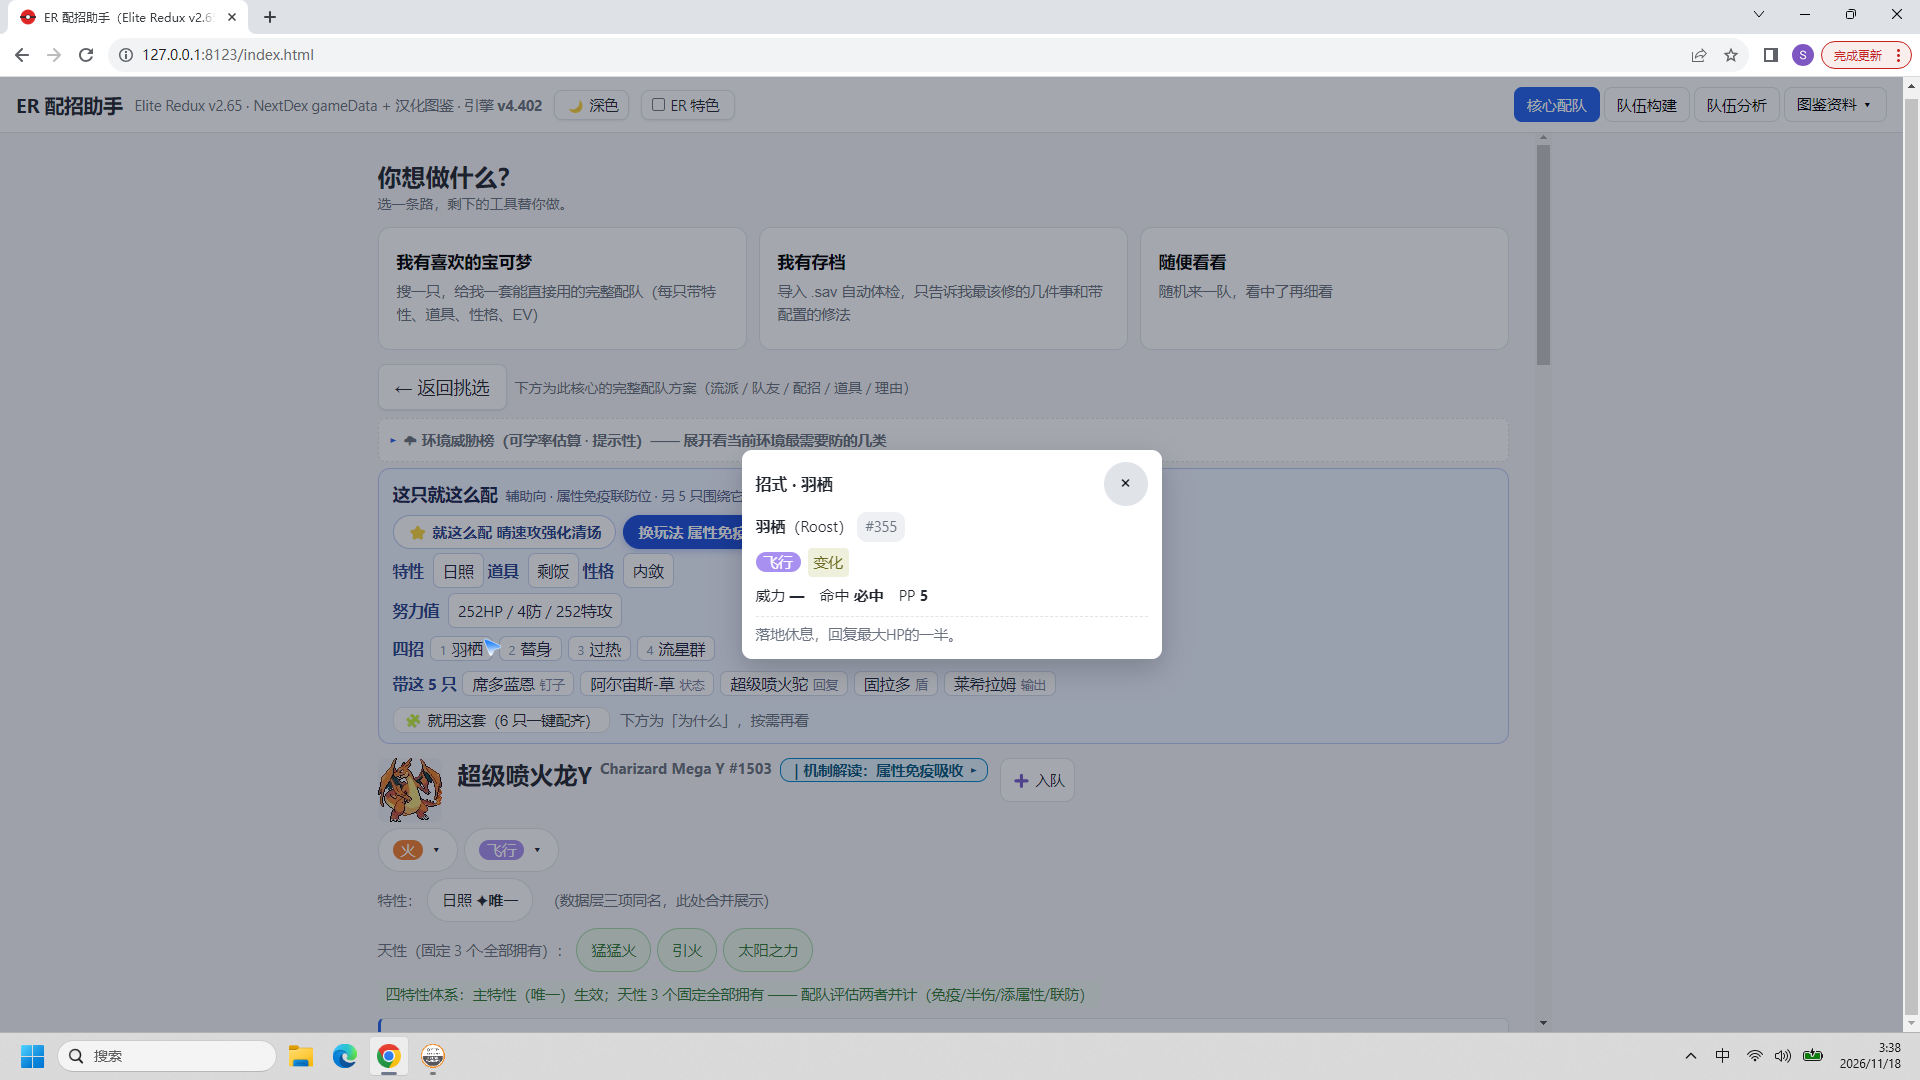 ER 配招助手（Elite Redux v2.6
127.0.0.1:8123/index.html
S
完成更新
ER 配招助手 Elite Redux v2.65 · NextDex gameData + 汉化图鉴 · 引擎 v4.402 🌙 深色 ER 特色 核心配队 队伍构建 队伍分析 图鉴资料 ▾
你想做什么？
选一条路，剩下的工具替你做。
我有喜欢的宝可梦
搜一只，给我一套能直接用的完整配队（每只带特
性、道具、性格、EV）
我有存档
导入 .sav 自动体检，只告诉我最该修的几件事和带
配置的修法
随便看看
随机来一队，看中了再细看
← 返回挑选 下方为此核心的完整配队方案（流派 / 队友 / 配招 / 道具 / 理由）
▸ 🌩 环境威胁榜（可学率估算 · 提示性）—— 展开看当前环境最需要防的几类
这只就这么配 辅助向 · 属性免疫联防位 · 另 5 只围绕它
⭐ 就这么配 晴速攻强化清场 换玩法 属性免疫
特性 日照 道具 剩饭 性格 内敛
努力值 252HP / 4防 / 252特攻
四招 1 羽栖 2 替身 3 过热 4 流星群
带这 5 只 席多蓝恩 钉子 阿尔宙斯-草 状态 超级喷火驼 回复 固拉多 盾 莱希拉姆 输出
🧩 就用这套（6 只一键配齐） 下方为「为什么」，按需再看
招式 · 羽栖 ×
羽栖（Roost） #355
飞行 变化
威力 — 命中 必中 PP 5
落地休息，回复最大HP的一半。
超级喷火龙Y Charizard Mega Y #1503 | 机制解读：属性免疫吸收 ▸ ➕ 入队
火 ▾ 飞行 ▾
特性： 日照 ✦唯一 （数据层三项同名，此处合并展示）
天性（固定 3 个·全部拥有）： 猛猛火 引火 太阳之力
四特性体系：主特性（唯一）生效；天性 3 个固定全部拥有 —— 配队评估两者并计（免疫/半伤/添属性/联防）
搜索
中
3:38
2026/11/18